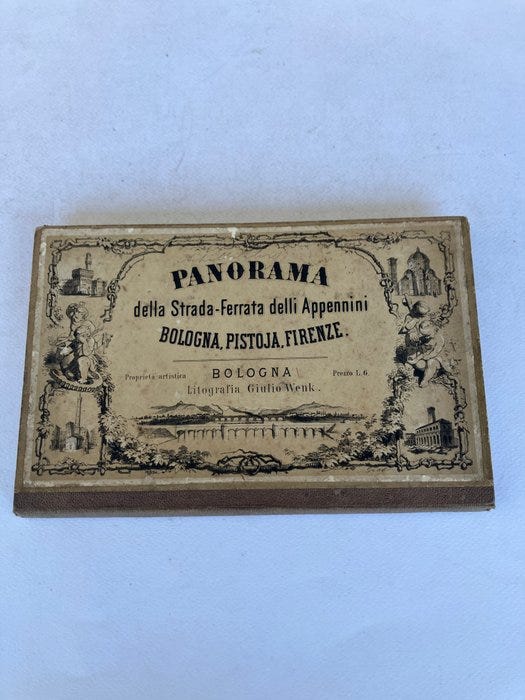 PANORAMA
della Strada-Ferrata delli Appennini
BOLOGNA, PISTOJA, FIRENZE.
Proprietà artistica
BOLOGNA
Prezzo L. 6
Litografia Giulio Wenk.